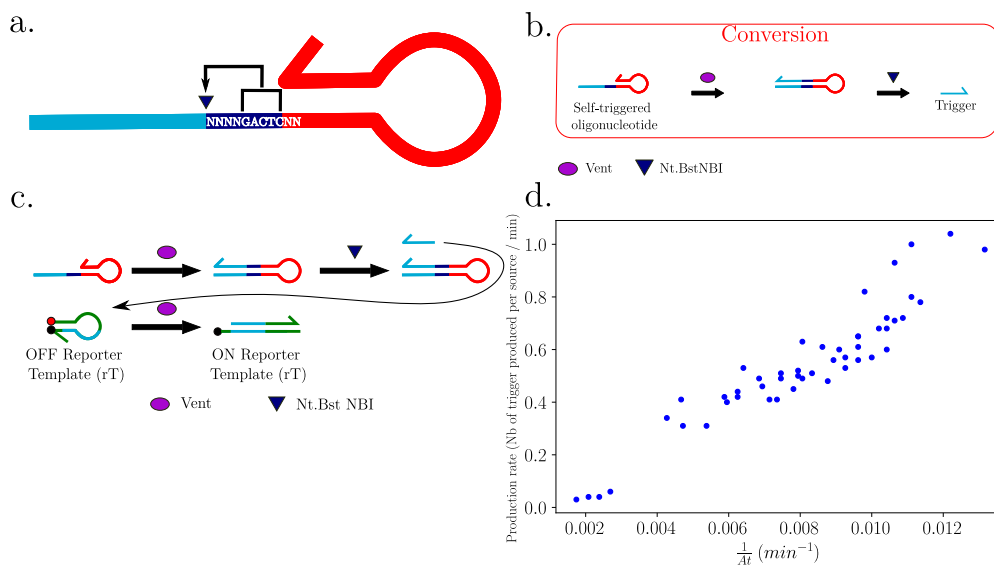 a.
NNNNGACTCNN
b.
Conversion
Self-triggered
oligonucleotide
Trigger
Vent
Nt.BstNBI
c.
OFF Reporter
Template (rT)
ON Reporter
Template (rT)
Vent
Nt.Bst NBI
d.
Production rate (Nb of trigger produced per source / min)
1.0
0.8
0.6
0.4
0.2
0.0
0.002
0.004
0.006
0.008
0.010
0.012
1/At (min⁻¹)